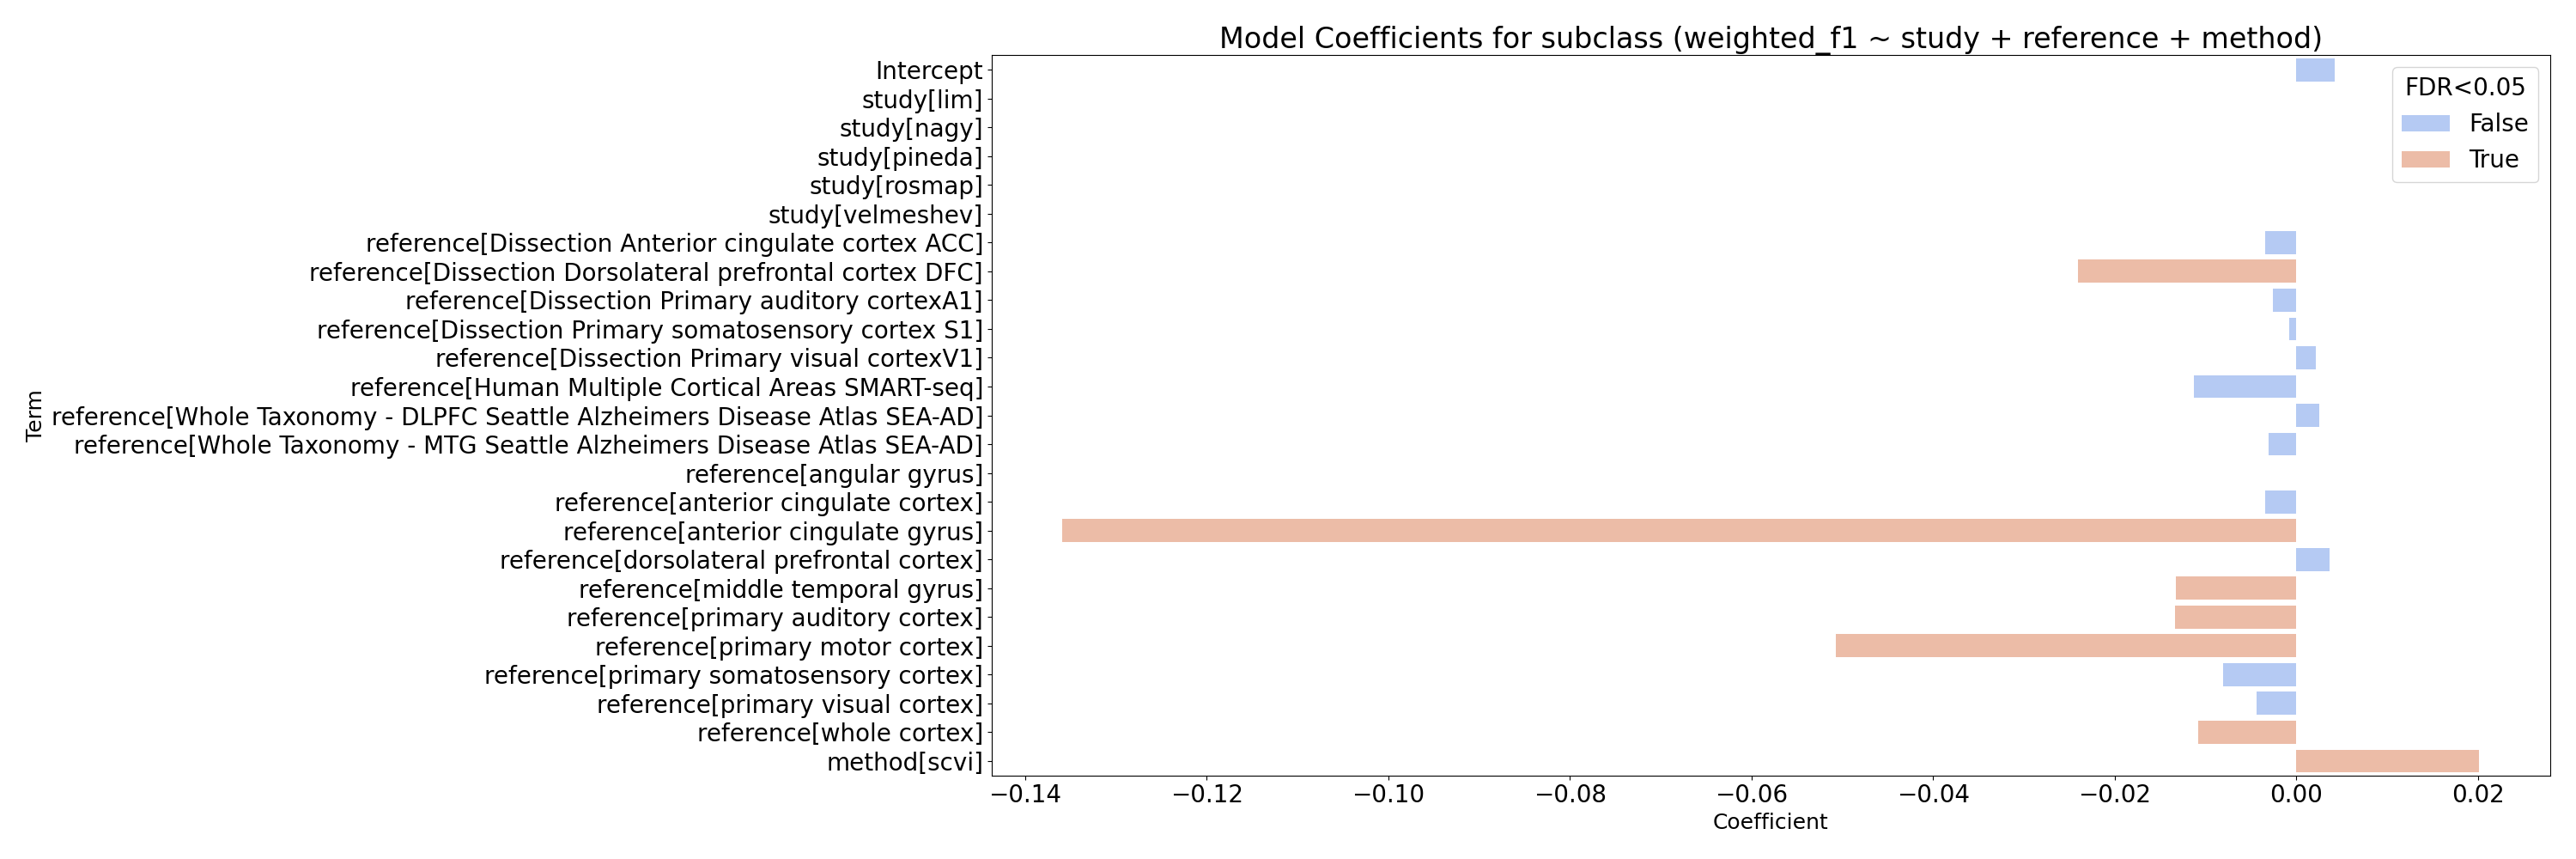 Model Coefficients for subclass (weighted_f1 ~ study + reference + method)
Intercept
study[lim]
study[nagy]
study[pineda]
study[rosmap]
study[velmeshev]
reference[Dissection Anterior cingulate cortex ACC]
reference[Dissection Dorsolateral prefrontal cortex DFC]
reference[Dissection Primary auditory cortexA1]
reference[Dissection Primary somatosensory cortex S1]
reference[Dissection Primary visual cortexV1]
reference[Human Multiple Cortical Areas SMART-seq]
reference[Whole Taxonomy - DLPFC Seattle Alzheimers Disease Atlas SEA-AD]
reference[Whole Taxonomy - MTG Seattle Alzheimers Disease Atlas SEA-AD]
reference[angular gyrus]
reference[anterior cingulate cortex]
reference[anterior cingulate gyrus]
reference[dorsolateral prefrontal cortex]
reference[middle temporal gyrus]
reference[primary auditory cortex]
reference[primary motor cortex]
reference[primary somatosensory cortex]
reference[primary visual cortex]
reference[whole cortex]
method[scvi]
Term
FDR<0.05
False
True
−0.14 −0.12 −0.10 −0.08 −0.06 −0.04 −0.02 0.00 0.02
Coefficient